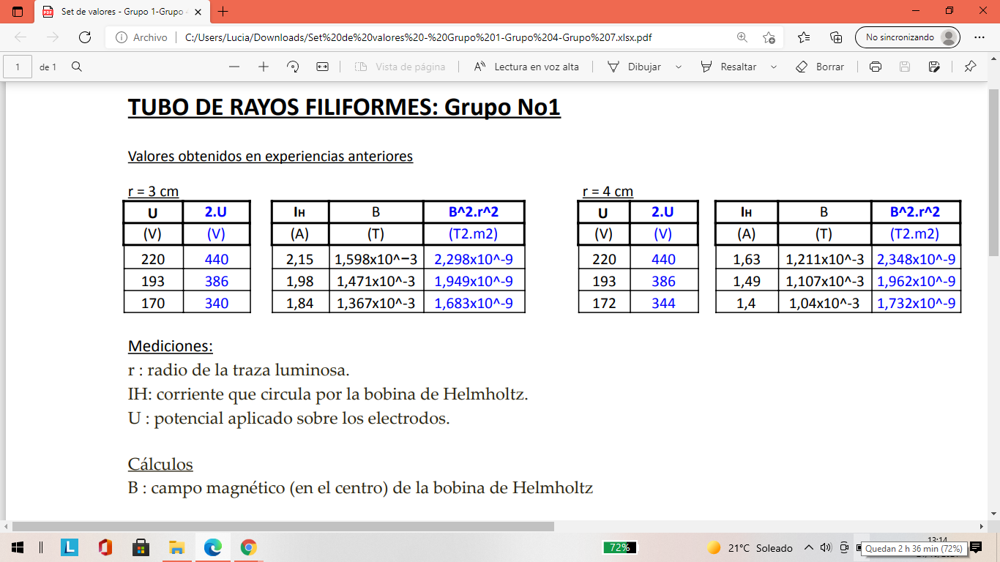 Set de valores - Grupo 1-Grupo
Archivo C:/Users/Lucia/Downloads/Set%20de%20valores%20-%20Grupo%201-Grupo%204-Grupo%207.xlsx.pdf No sincronizando
1 de 1 Vista de página Lectura en voz alta Dibujar Resaltar Borrar
TUBO DE RAYOS FILIFORMES: Grupo No1
Valores obtenidos en experiencias anteriores
r = 3 cm r = 4 cm
U 2.U IH B B^2.r^2 U 2.U IH B B^2.r^2
(V) (V) (A) (T) (T2.m2) (V) (V) (A) (T) (T2.m2)
220 440 2,15 1,598x10^−3 2,298x10^-9 220 440 1,63 1,211x10^-3 2,348x10^-9
193 386 1,98 1,471x10^-3 1,949x10^-9 193 386 1,49 1,107x10^-3 1,962x10^-9
170 340 1,84 1,367x10^-3 1,683x10^-9 172 344 1,4 1,04x10^-3 1,732x10^-9
Mediciones:
r : radio de la traza luminosa.
IH: corriente que circula por la bobina de Helmholtz.
U : potencial aplicado sobre los electrodos.
Cálculos
B : campo magnético (en el centro) de la bobina de Helmholtz
72% 21°C Soleado 13:14
Quedan 2 h 36 min (72%)